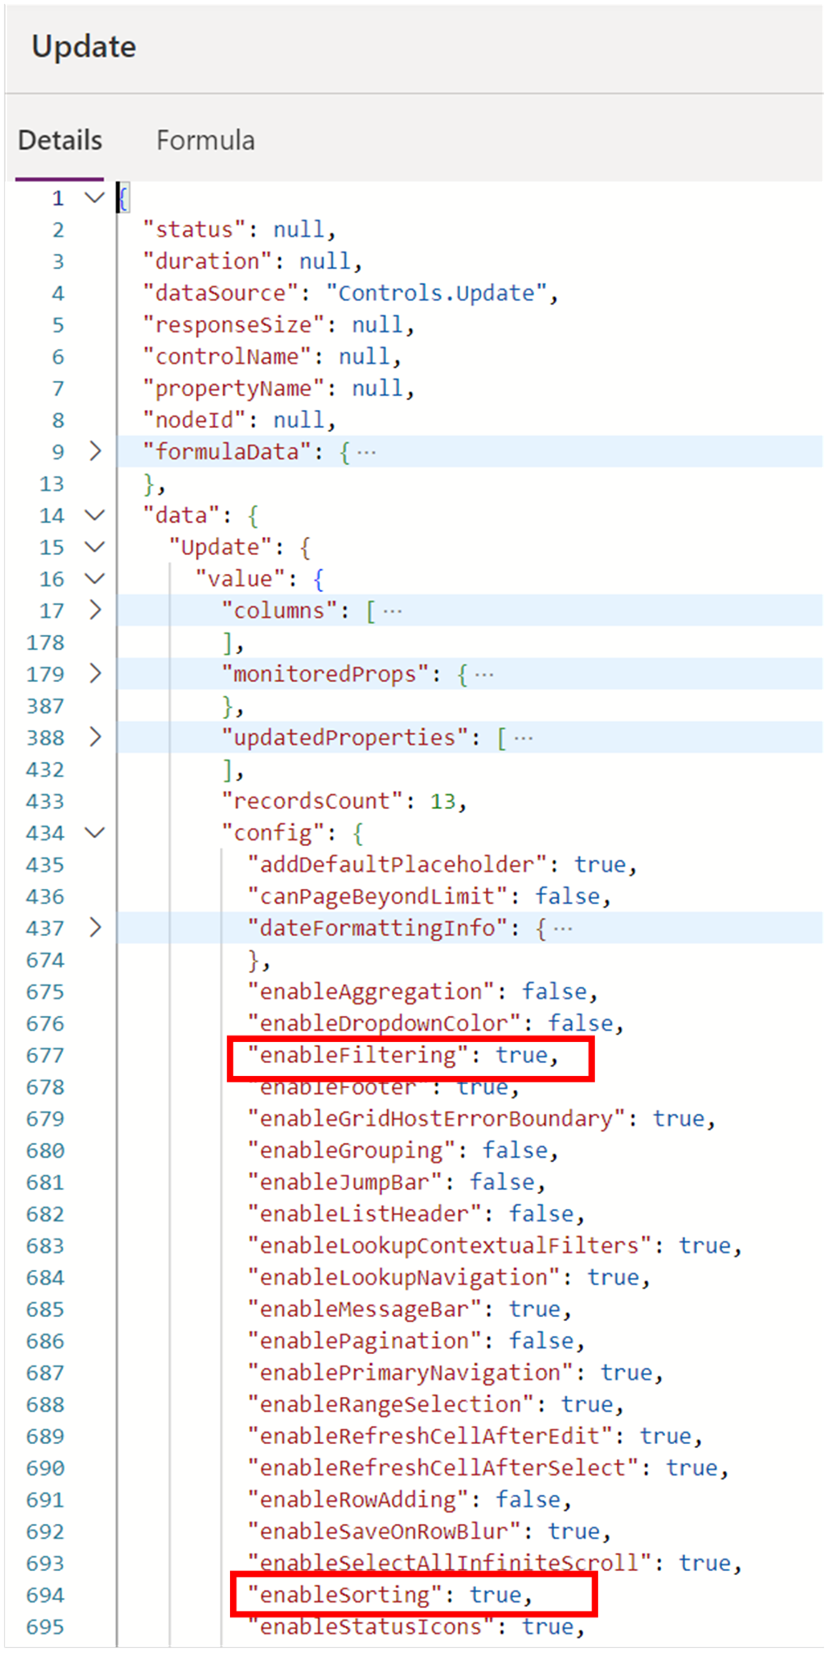 Update
Details Formula
1 {
2 "status": null,
3 "duration": null,
4 "dataSource": "Controls.Update",
5 "responseSize": null,
6 "controlName": null,
7 "propertyName": null,
8 "nodeId": null,
9 "formulaData": { ···
13 },
14 "data": {
15 "Update": {
16 "value": {
17 "columns": [ ···
178 ],
179 "monitoredProps": { ···
387 },
388 "updatedProperties": [ ···
432 ],
433 "recordsCount": 13,
434 "config": {
435 "addDefaultPlaceholder": true,
436 "canPageBeyondLimit": false,
437 "dateFormattingInfo": { ···
674 },
675 "enableAggregation": false,
676 "enableDropdownColor": false,
677 "enableFiltering": true,
678 "enableFooter": true,
679 "enableGridHostErrorBoundary": true,
680 "enableGrouping": false,
681 "enableJumpBar": false,
682 "enableListHeader": false,
683 "enableLookupContextualFilters": true,
684 "enableLookupNavigation": true,
685 "enableMessageBar": true,
686 "enablePagination": false,
687 "enablePrimaryNavigation": true,
688 "enableRangeSelection": true,
689 "enableRefreshCellAfterEdit": true,
690 "enableRefreshCellAfterSelect": true,
691 "enableRowAdding": false,
692 "enableSaveOnRowBlur": true,
693 "enableSelectAllInfiniteScroll": true,
694 "enableSorting": true,
695 "enableStatusIcons": true,